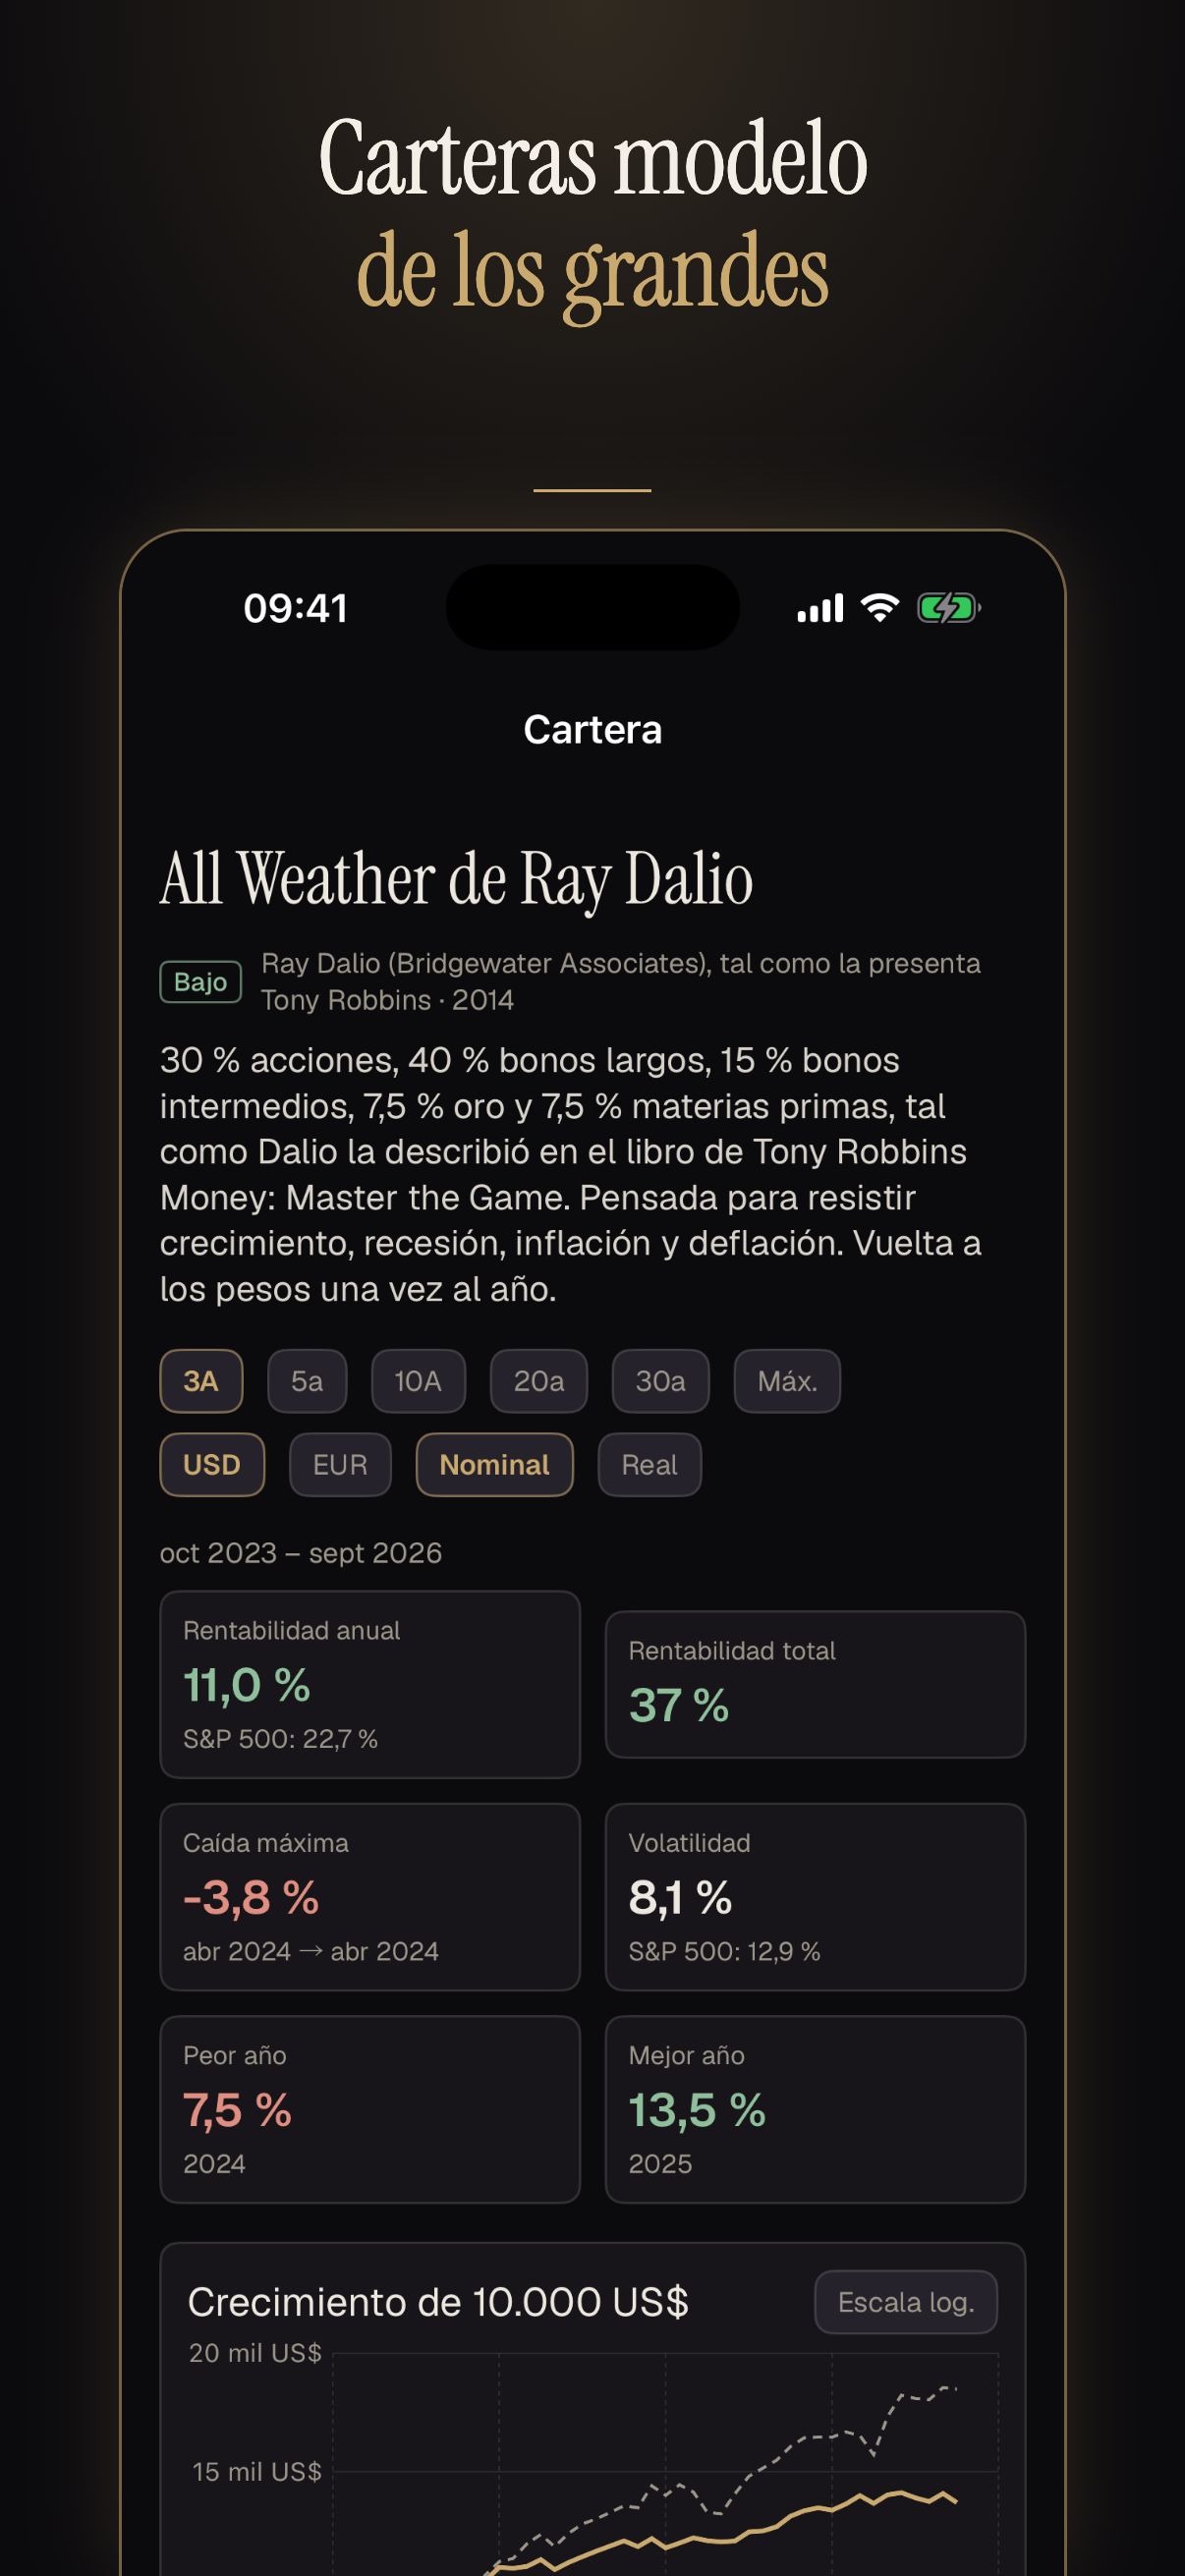 Carteras modelo
de los grandes
09:41
Cartera
All Weather de Ray Dalio
Bajo
Ray Dalio (Bridgewater Associates), tal como la presenta
Tony Robbins · 2014
30 % acciones, 40 % bonos largos, 15 % bonos
intermedios, 7,5 % oro y 7,5 % materias primas, tal
como Dalio la describió en el libro de Tony Robbins
Money: Master the Game. Pensada para resistir
crecimiento, recesión, inflación y deflación. Vuelta a
los pesos una vez al año.
3A 5a 10A 20a 30a Máx.
USD EUR Nominal Real
oct 2023 – sept 2026
Rentabilidad anual
11,0 %
S&P 500: 22,7 %
Rentabilidad total
37 %
Caída máxima
-3,8 %
abr 2024 → abr 2024
Volatilidad
8,1 %
S&P 500: 12,9 %
Peor año
7,5 %
2024
Mejor año
13,5 %
2025
Crecimiento de 10.000 US$
Escala log.
20 mil US$
15 mil US$